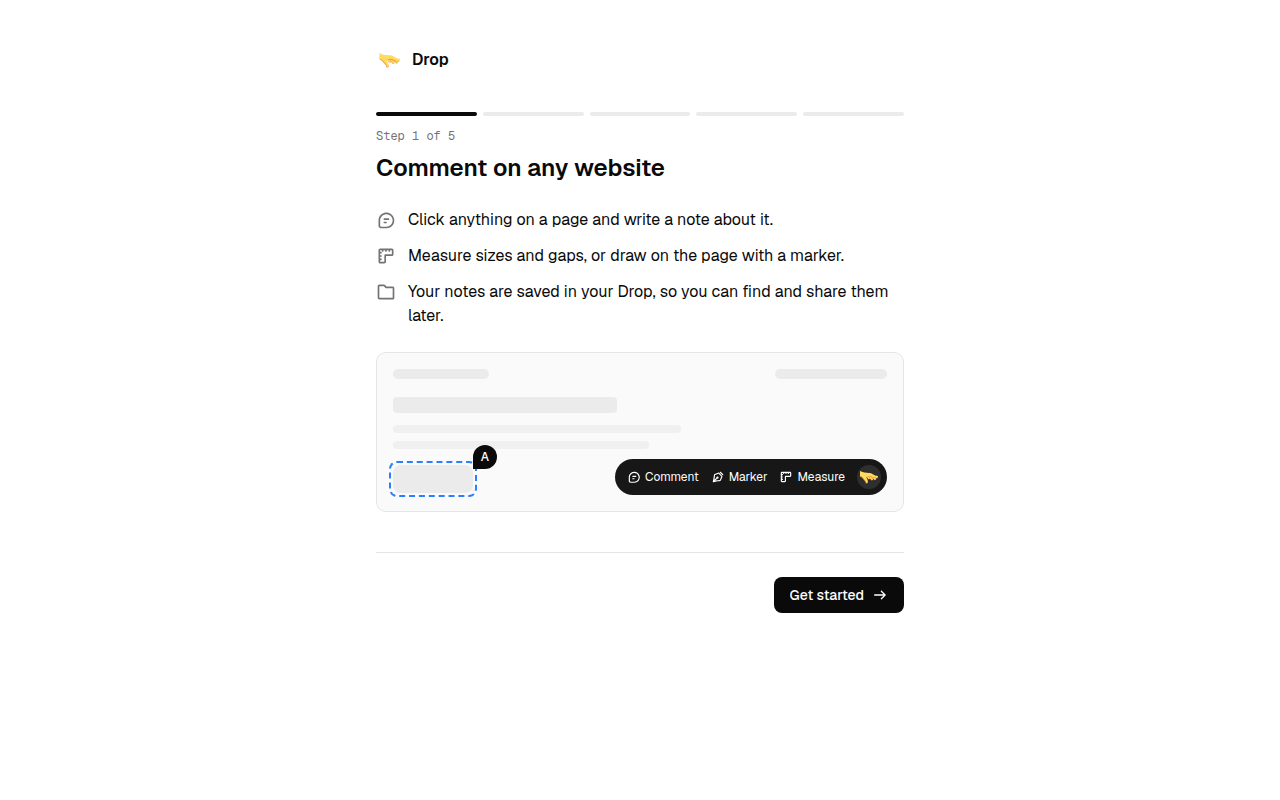 Drop
Step 1 of 5
Comment on any website
Click anything on a page and write a note about it.
Measure sizes and gaps, or draw on the page with a marker.
Your notes are saved in your Drop, so you can find and share them
later.
A
Comment Marker Measure
Get started